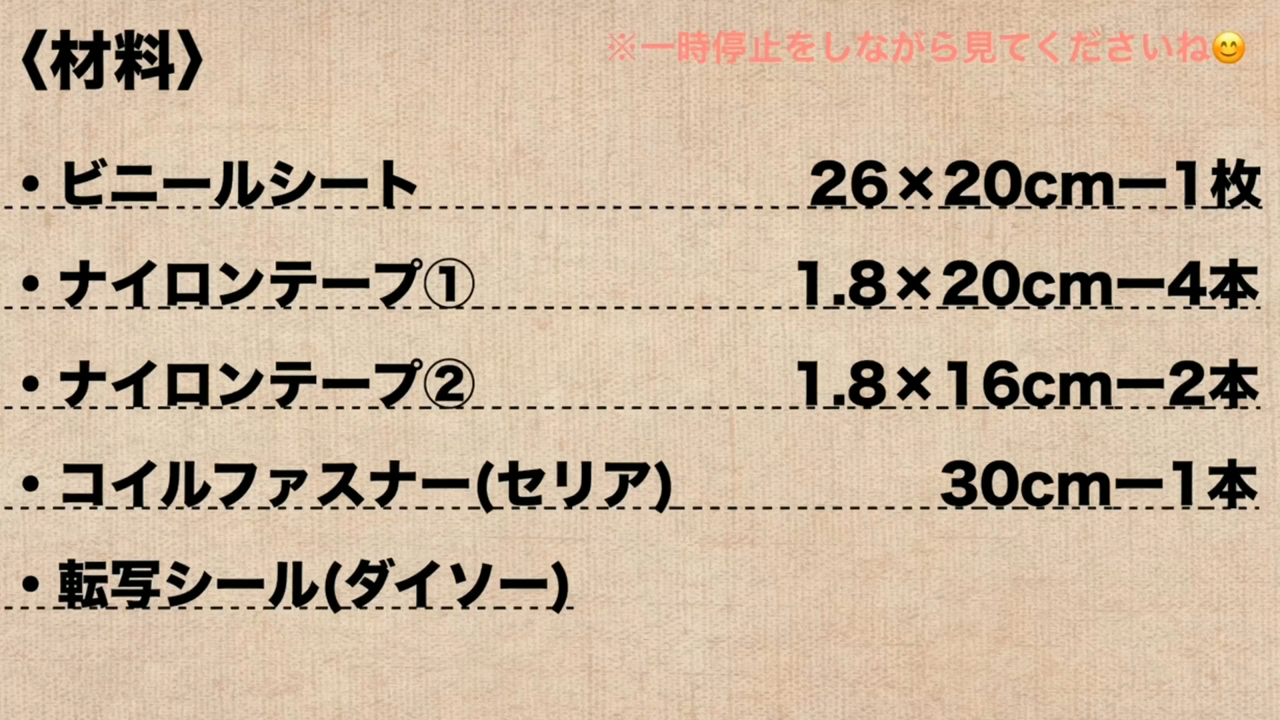 〈材料〉
※一時停止をしながら見てくださいね😊
・ビニールシート 26×20cmー1枚
・ナイロンテープ① 1.8×20cmー4本
・ナイロンテープ② 1.8×16cmー2本
・コイルファスナー(セリア) 30cmー1本
・転写シール(ダイソー)